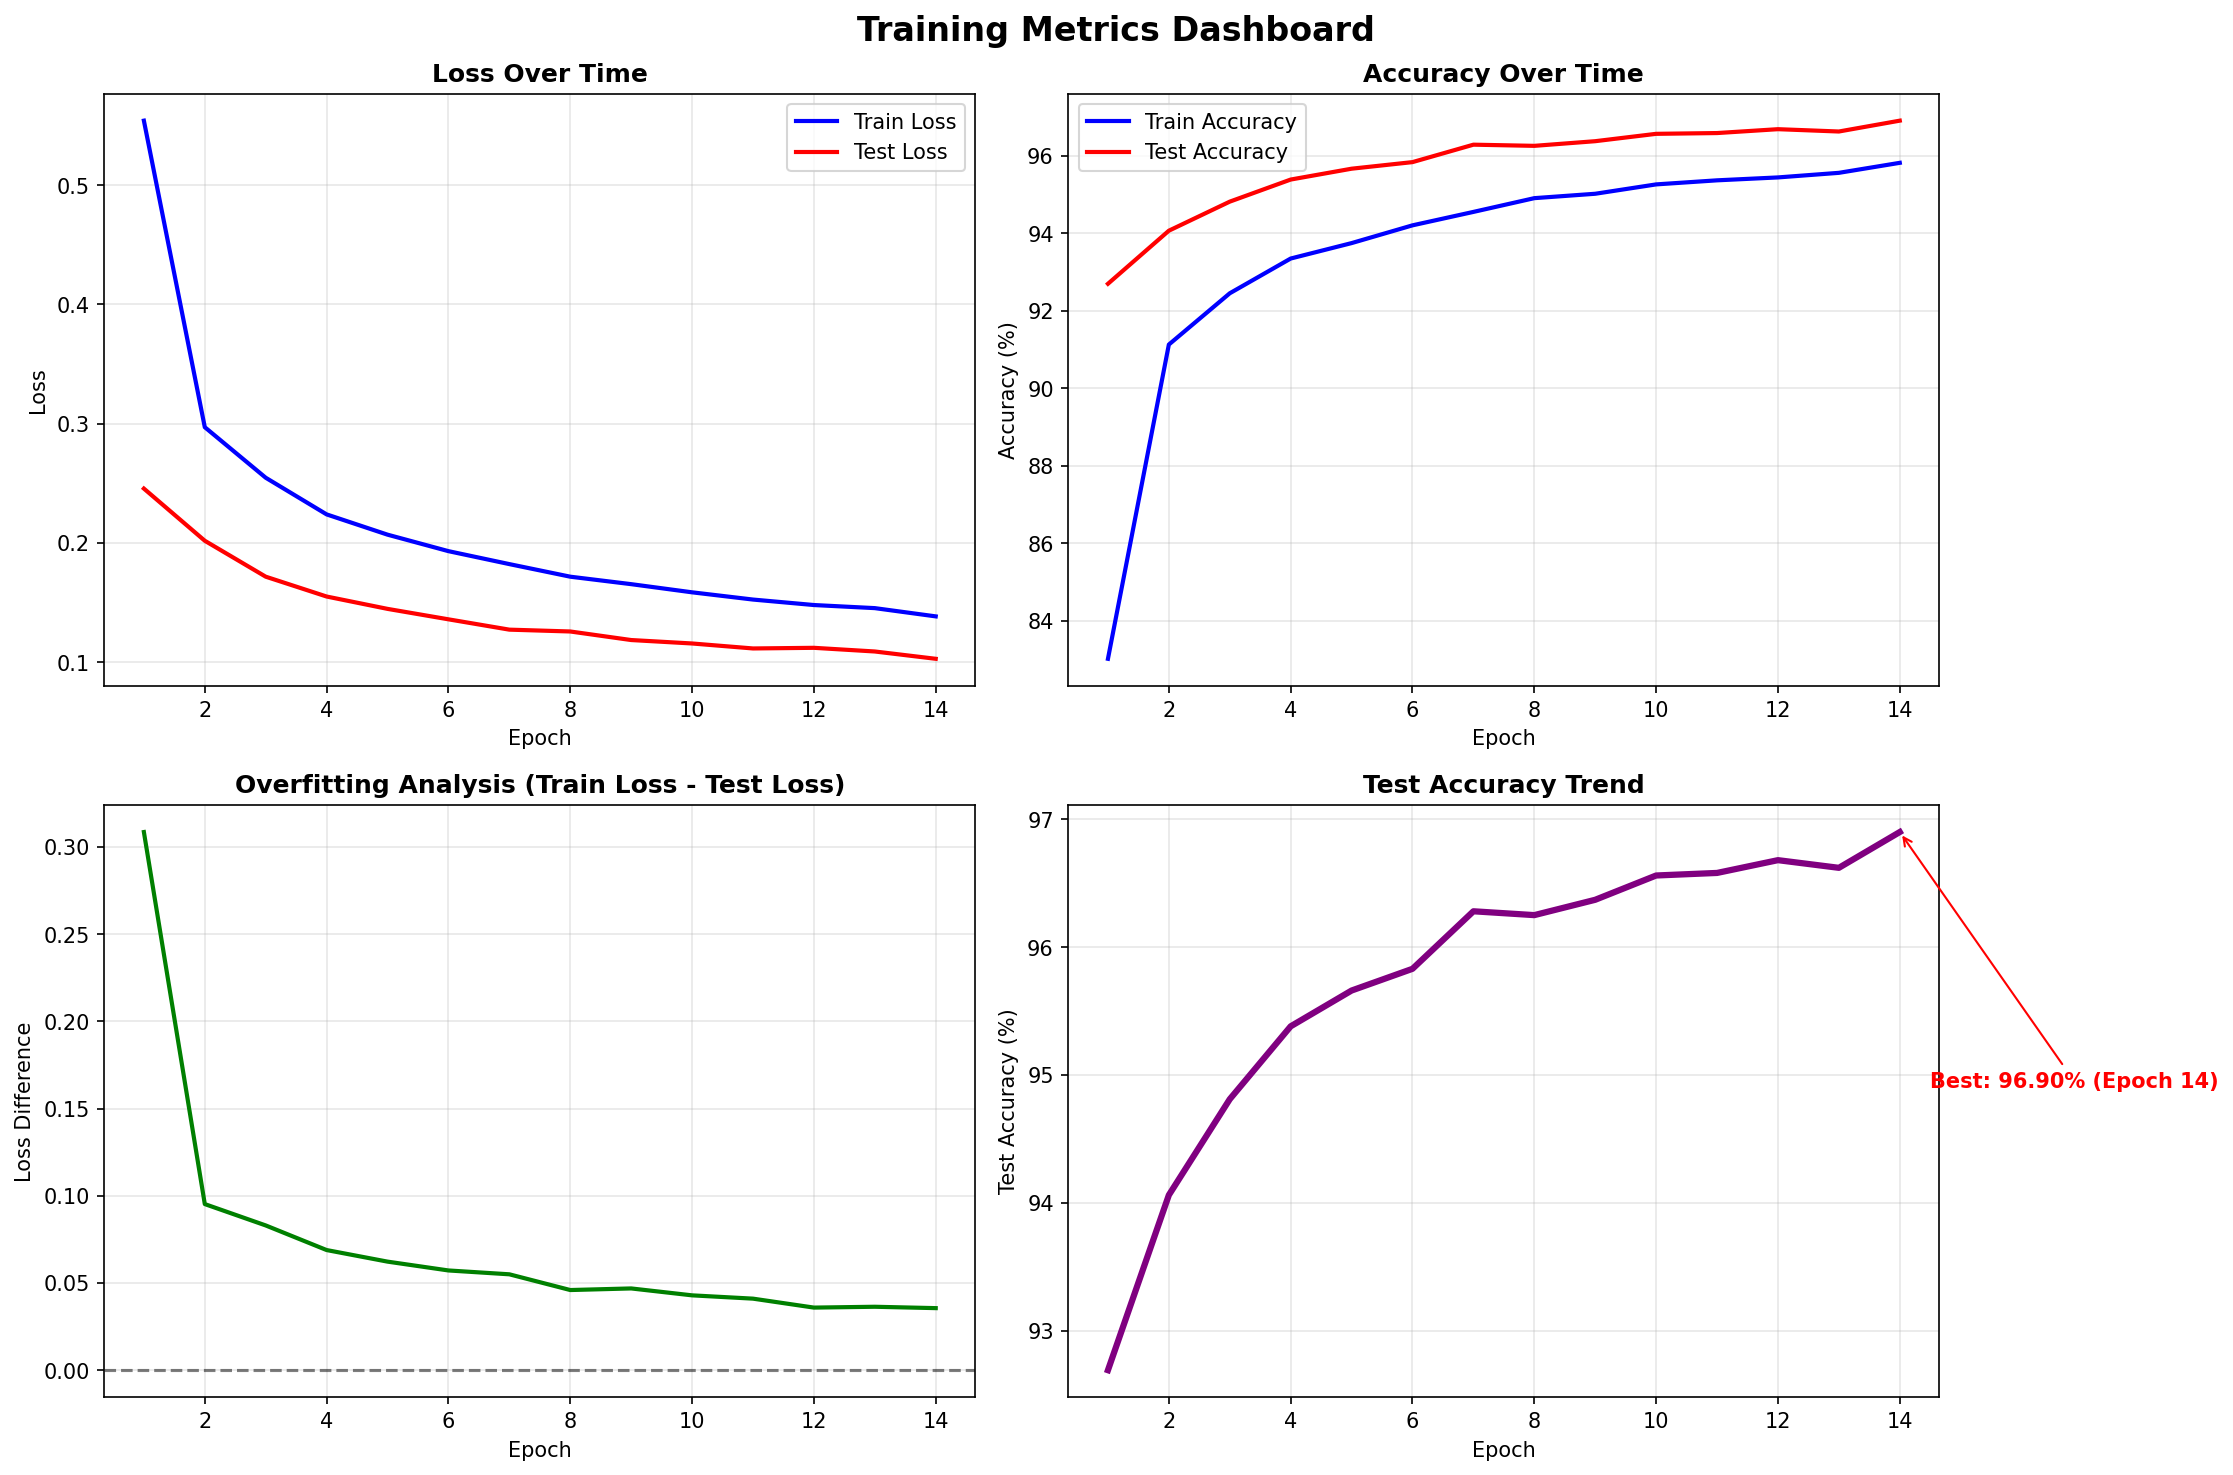 Training Metrics Dashboard
Loss Over Time
Train Loss
Test Loss
0.5
0.4
0.3
0.2
0.1
Loss
2 4 6 8 10 12 14
Epoch
Accuracy Over Time
Train Accuracy
Test Accuracy
96
94
92
90
88
86
84
Accuracy (%)
2 4 6 8 10 12 14
Epoch
Overfitting Analysis (Train Loss - Test Loss)
0.30
0.25
0.20
0.15
0.10
0.05
0.00
Loss Difference
2 4 6 8 10 12 14
Epoch
Test Accuracy Trend
97
96
95
94
93
Test Accuracy (%)
Best: 96.90% (Epoch 14)
2 4 6 8 10 12 14
Epoch